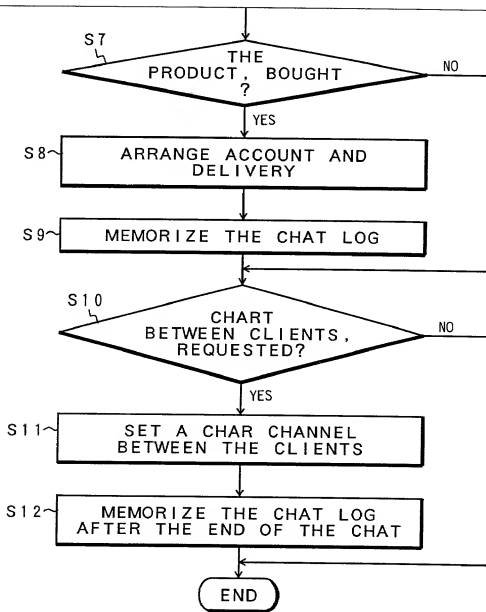 S7
THE
PRODUCT, BOUGHT
?
NO
YES
S8
ARRANGE ACCOUNT AND
DELIVERY
S9
MEMORIZE THE CHAT LOG
S10
CHART
BETWEEN CLIENTS,
REQUESTED?
NO
YES
S11
SET A CHAR CHANNEL
BETWEEN THE CLIENTS
S12
MEMORIZE THE CHAT LOG
AFTER THE END OF THE CHAT
END